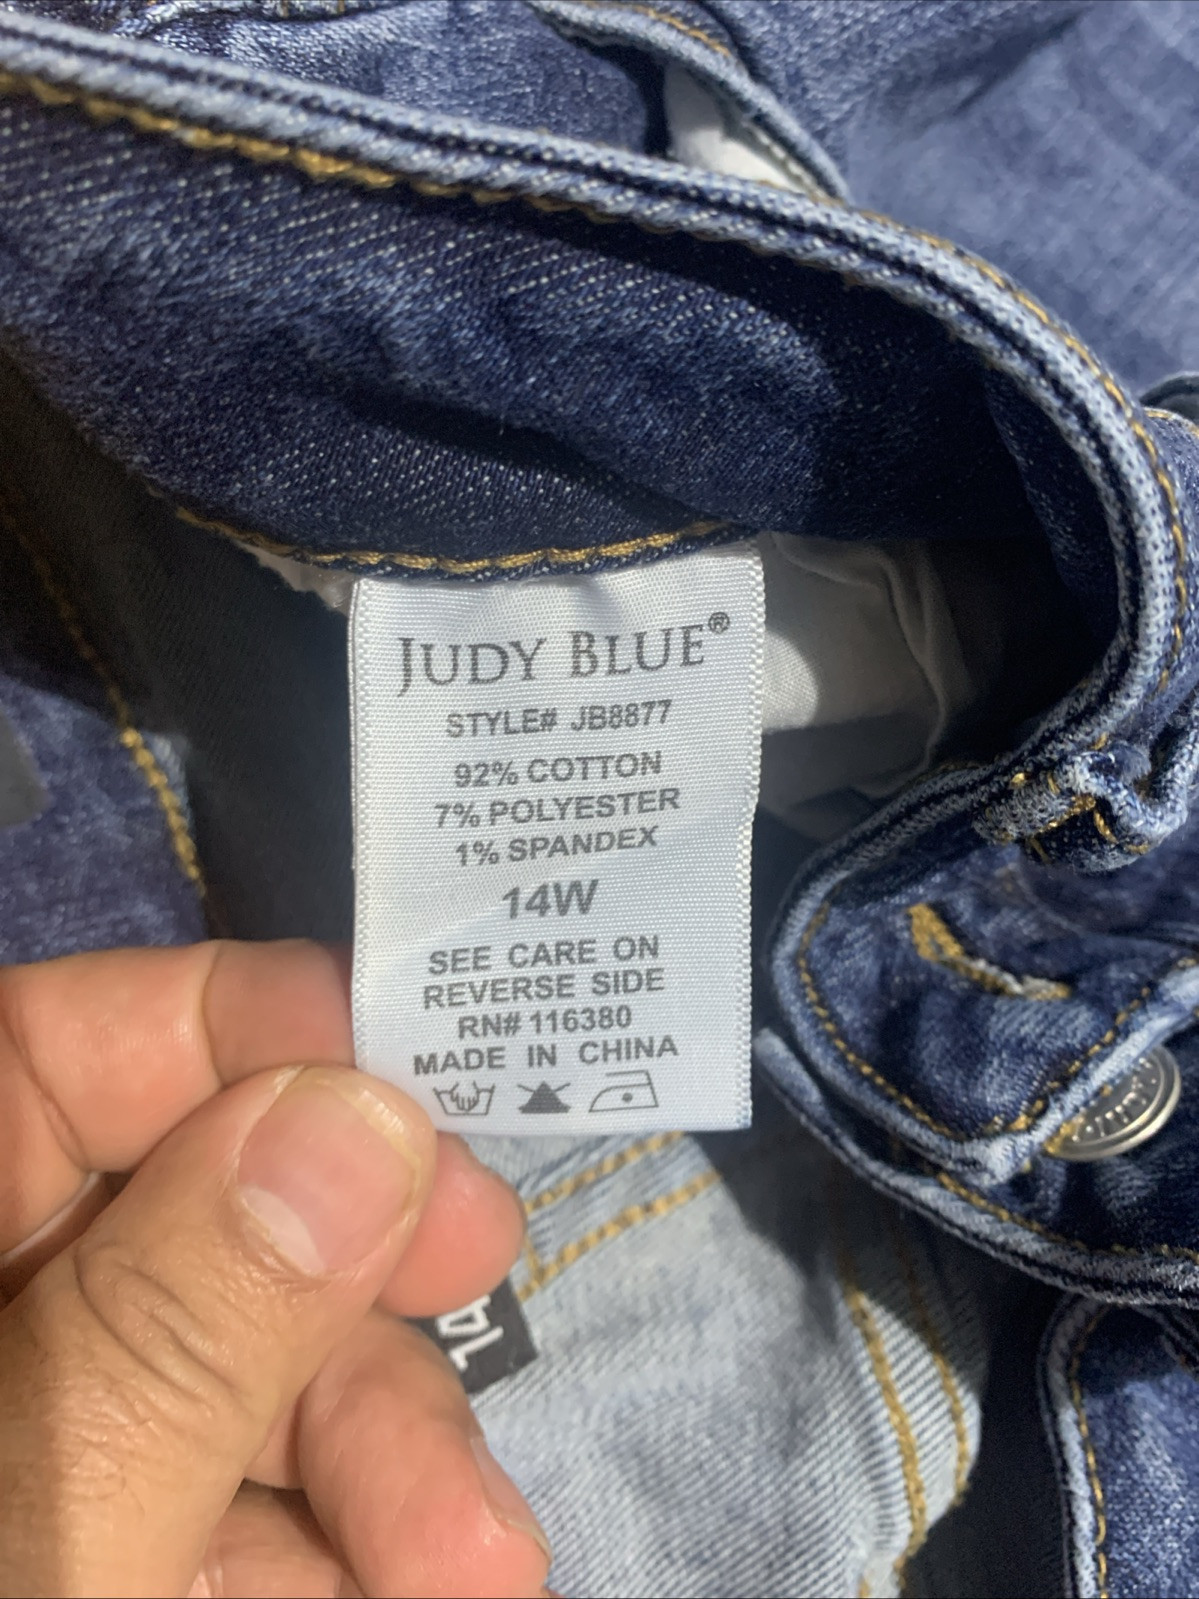 JUDY BLUE®
STYLE# JB8877
92% COTTON
7% POLYESTER
1% SPANDEX
14W
SEE CARE ON
REVERSE SIDE
RN# 116380
MADE IN CHINA
14